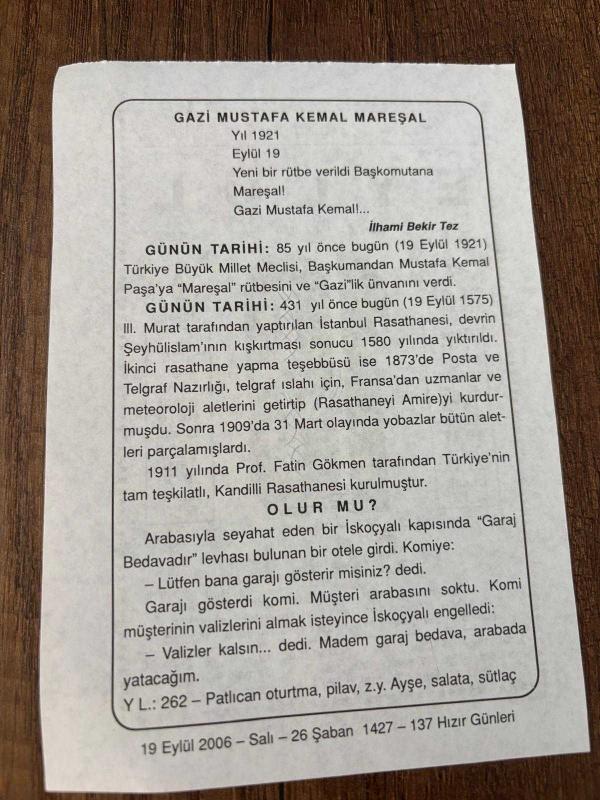 GAZİ MUSTAFA KEMAL MAREŞAL
Yıl 1921
Eylül 19
Yeni bir rütbe verildi Başkomutana
Mareşal!
Gazi Mustafa Kemal!...
İlhami Bekir Tez
GÜNÜN TARİHİ: 85 yıl önce bugün (19 Eylül 1921)
Türkiye Büyük Millet Meclisi, Başkumandan Mustafa Kemal
Paşa'ya "Mareşal" rütbesini ve "Gazi"lik ünvanını verdi.
GÜNÜN TARİHİ: 431 yıl önce bugün (19 Eylül 1575)
III. Murat tarafından yaptırılan İstanbul Rasathanesi, devrin
Şeyhülislam'ının kışkırtması sonucu 1580 yılında yıktırıldı.
İkinci rasathane yapma teşebbüsü ise 1873'de Posta ve
Telgraf Nazırlığı, telgraf ıslahı için, Fransa'dan uzmanlar ve
meteoroloji aletlerini getirtip (Rasathaneyi Amire)yi kurdur-
muşdu. Sonra 1909'da 31 Mart olayında yobazlar bütün alet-
leri parçalamışlardı.
1911 yılında Prof. Fatin Gökmen tarafından Türkiye'nin
tam teşkilatlı, Kandilli Rasathanesi kurulmuştur.
OLUR MU?
Arabasıyla seyahat eden bir İskoçyalı kapısında "Garaj
Bedavadır" levhası bulunan bir otele girdi. Komiye:
– Lütfen bana garajı gösterir misiniz? dedi.
Garajı gösterdi komi. Müşteri arabasını soktu. Komi
müşterinin valizlerini almak isteyince İskoçyalı engelledi:
– Valizler kalsın... dedi. Madem garaj bedava, arabada
yatacağım.
Y L.: 262 – Patlıcan oturtma, pilav, z.y. Ayşe, salata, sütlaç
19 Eylül 2006 – Salı – 26 Şaban 1427 – 137 Hızır Günleri